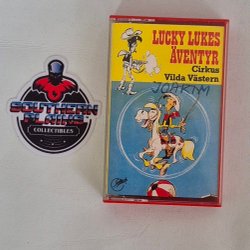 SOUTHERN
PLAINS
COLLECTIBLES
LUCKY LUKES
ÄVENTYR
Cirkus
Vilda Västern
JOAKIM